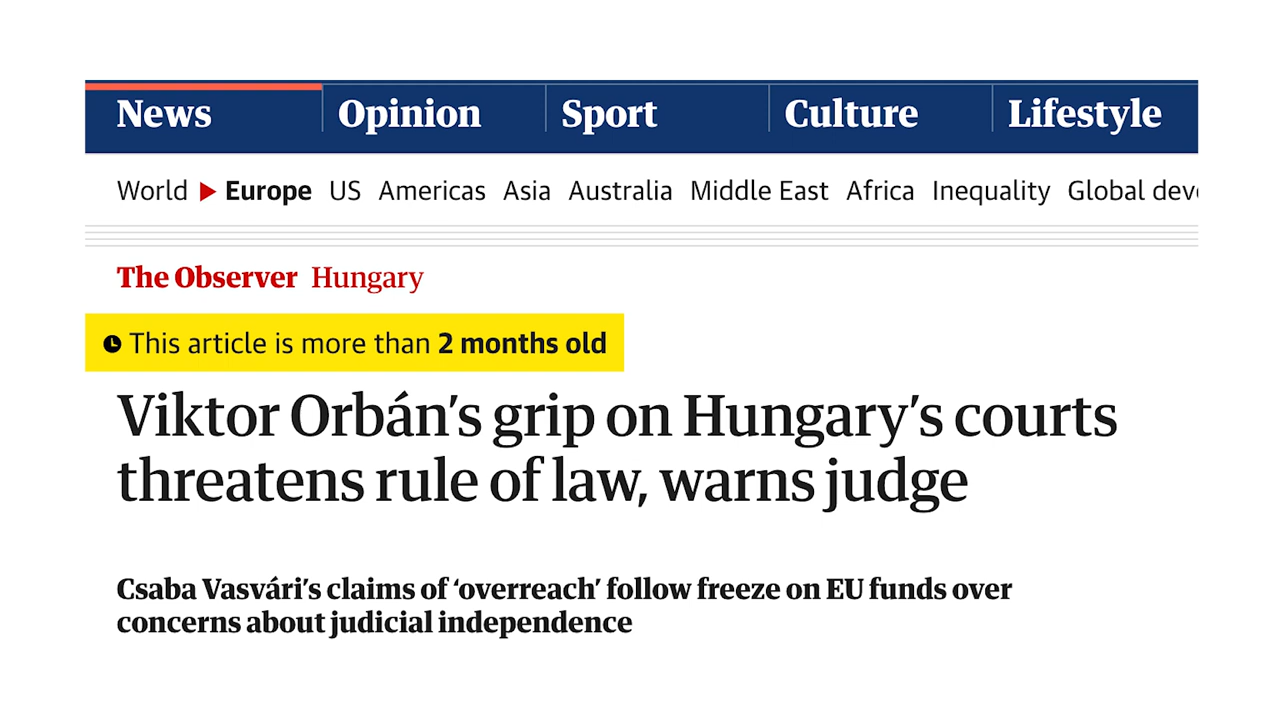 News Opinion Sport Culture Lifestyle
World Europe US Americas Asia Australia Middle East Africa Inequality Global deve
The Observer Hungary
This article is more than 2 months old
Viktor Orbán’s grip on Hungary’s courts
threatens rule of law, warns judge
Csaba Vasvári’s claims of ‘overreach’ follow freeze on EU funds over
concerns about judicial independence